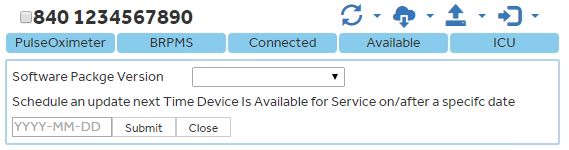 840 1234567890
PulseOximeter BRPMS Connected Available ICU
Software Packge Version
Schedule an update next Time Device Is Available for Service on/after a specifc date
YYYY-MM-DD Submit Close